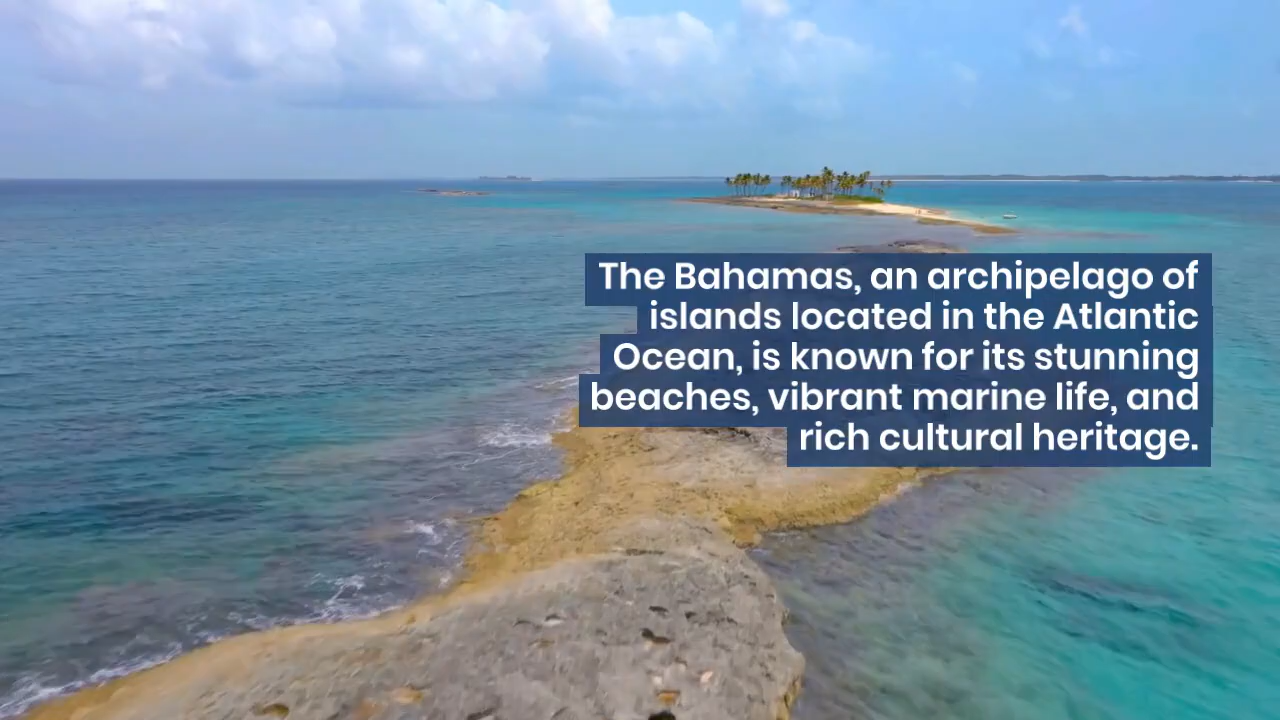 The Bahamas, an archipelago of
islands located in the Atlantic
Ocean, is known for its stunning
beaches, vibrant marine life, and
rich cultural heritage.